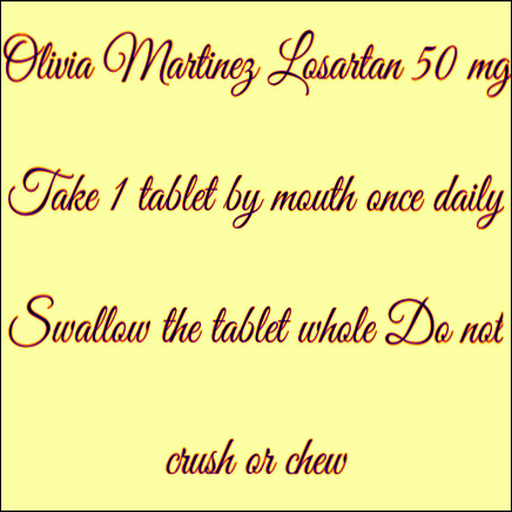 Olivia Martinez Losartan 50 mg
Take 1 tablet by mouth once daily
Swallow the tablet whole Do not
crush or chew